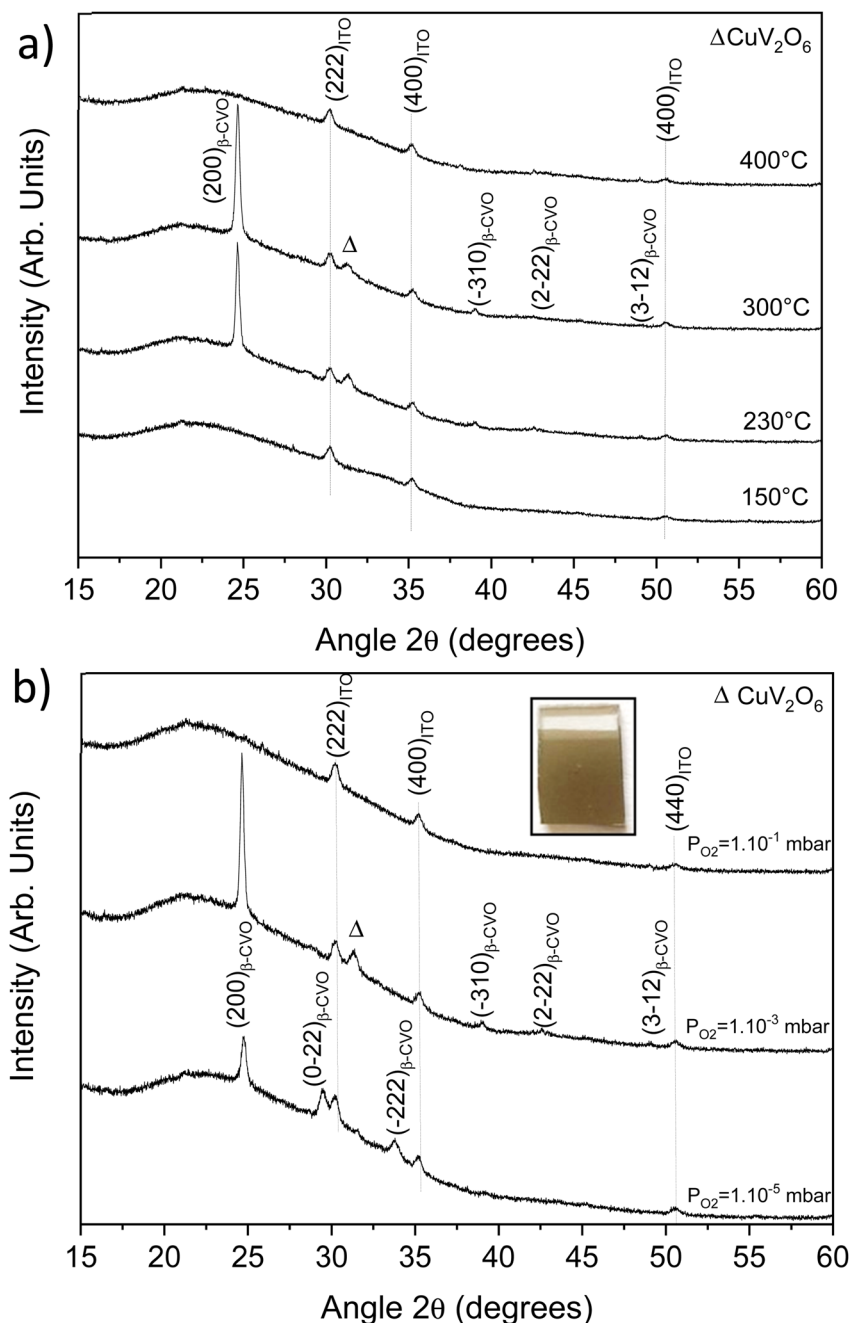 a)
ΔCuV₂O₆
(222)ITO
(400)ITO
(400)ITO
400°C
(200)β-CVO
Δ
(-310)β-CVO
(2-22)β-CVO
(3-12)β-CVO
300°C
230°C
150°C
Intensity (Arb. Units)
15 20 25 30 35 40 45 50 55 60
Angle 2θ (degrees)
b)
Δ CuV₂O₆
(222)ITO
(400)ITO
(440)ITO
P_O2=1.10⁻¹ mbar
Δ
(-310)β-CVO
(2-22)β-CVO
(3-12)β-CVO
P_O2=1.10⁻³ mbar
(200)β-CVO
(0-22)β-CVO
(-222)β-CVO
P_O2=1.10⁻⁵ mbar
Intensity (Arb. Units)
15 20 25 30 35 40 45 50 55 60
Angle 2θ (degrees)